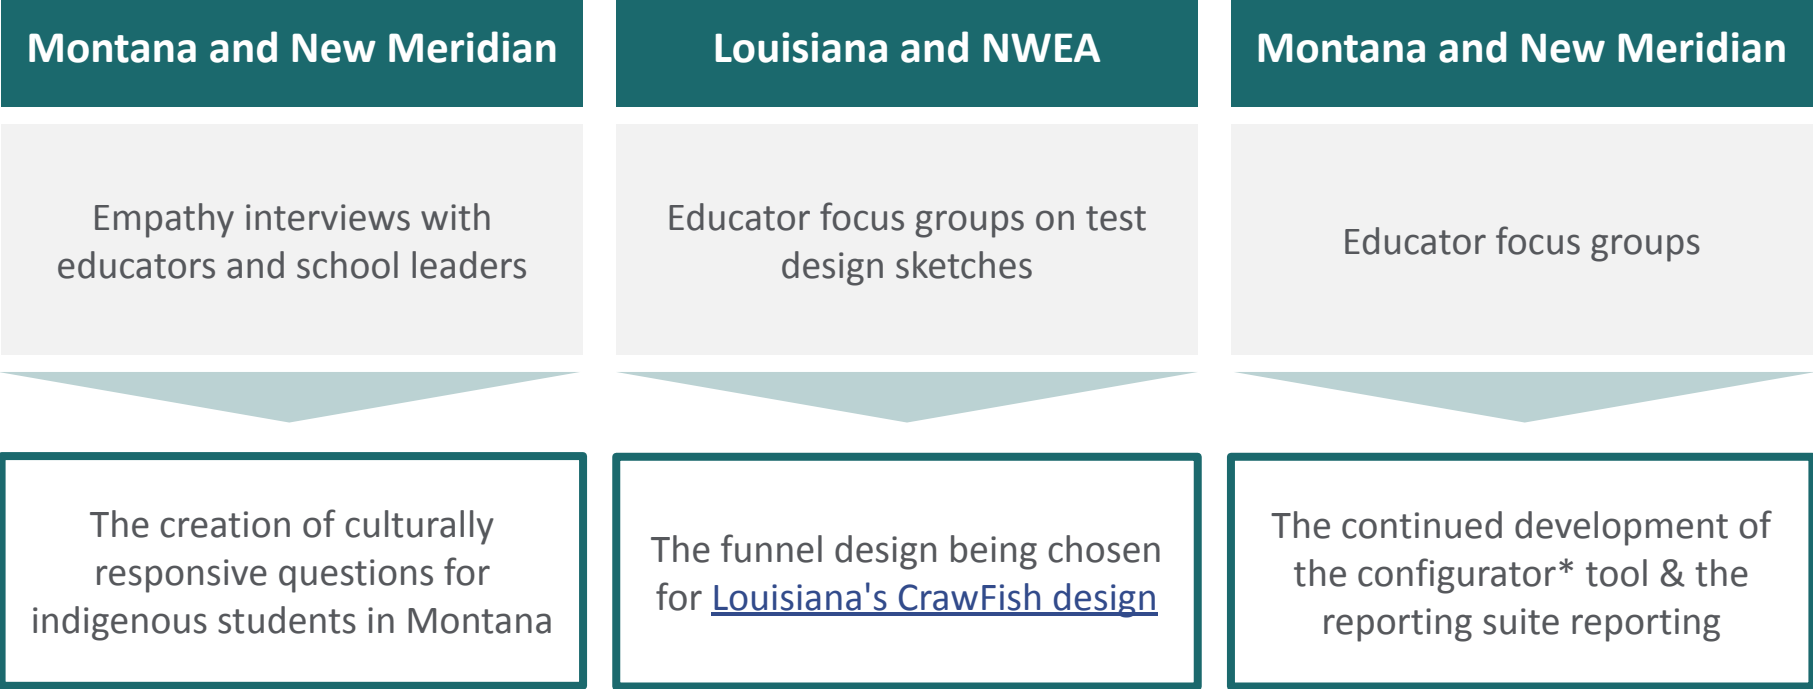 Montana and New Meridian
Empathy interviews with
educators and school leaders
The creation of culturally
responsive questions for
indigenous students in Montana
Louisiana and NWEA
Educator focus groups on test
design sketches
The funnel design being chosen
for Louisiana's CrawFish design
Montana and New Meridian
Educator focus groups
The continued development of
the configurator* tool & the
reporting suite reporting